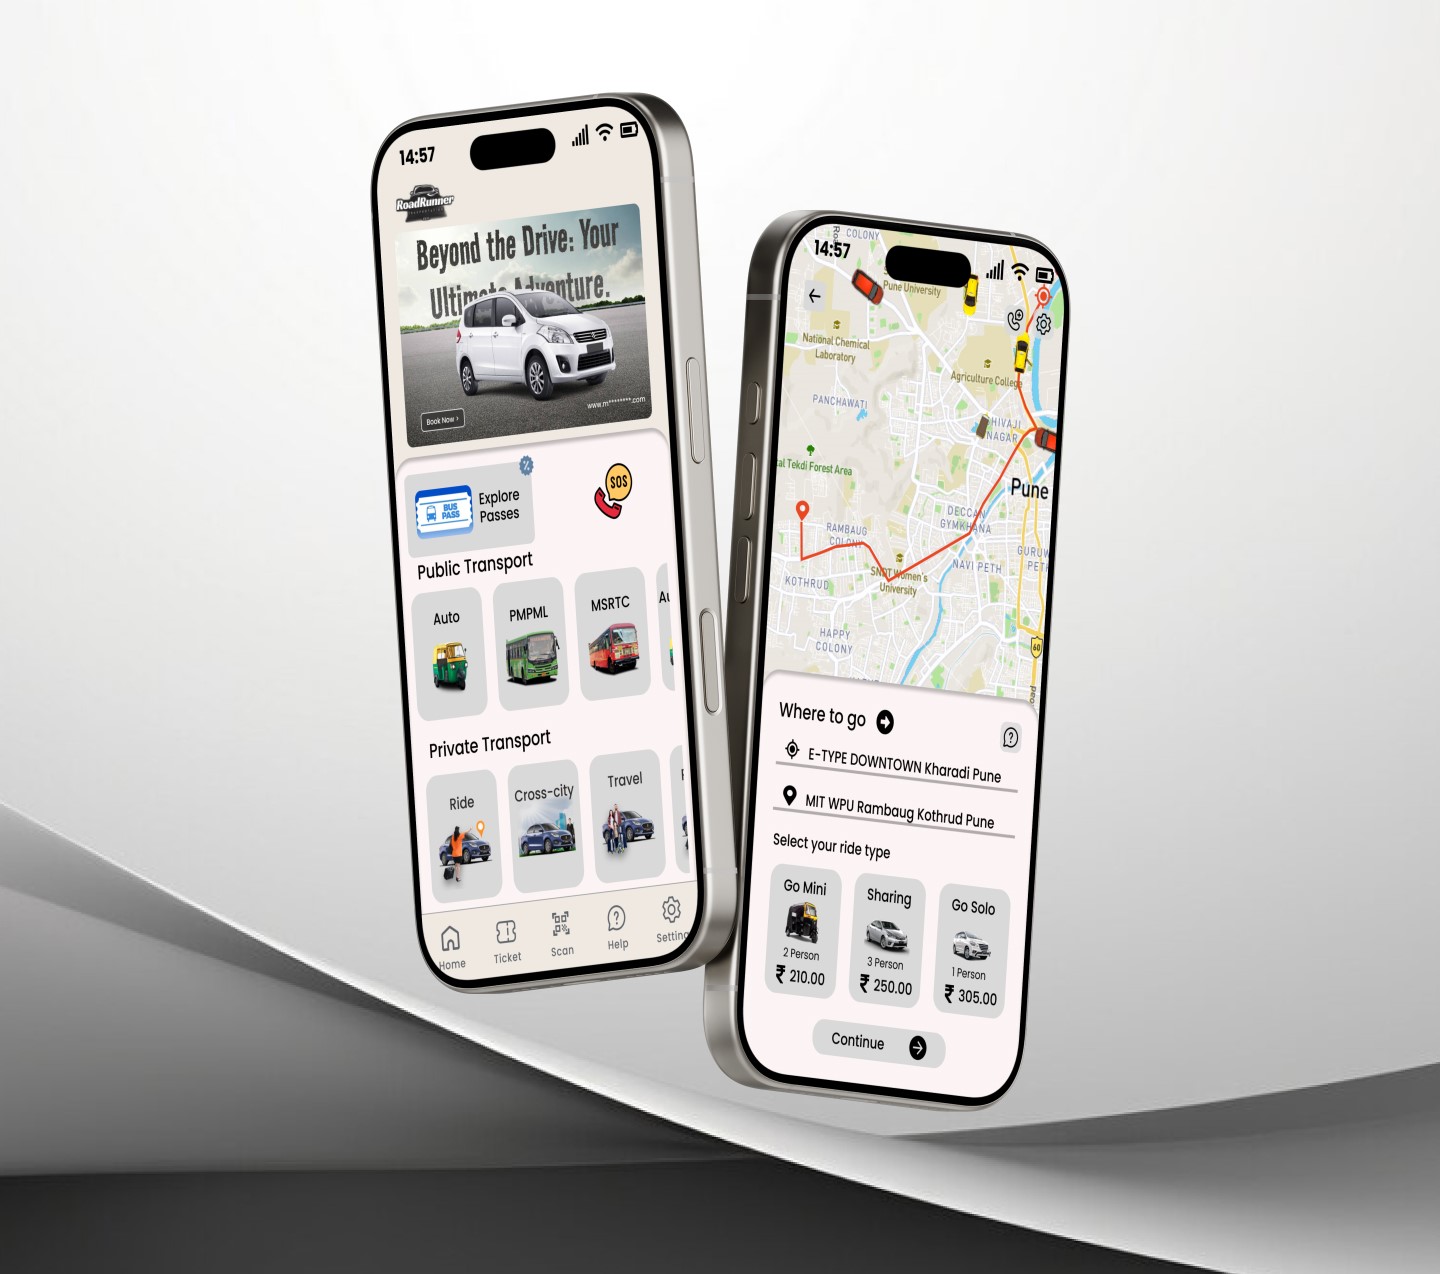 14:57
RoadRunner
Beyond the Drive: Your
Ultimate Adventure.
Book Now ›
www.m********.com
BUS
PASS
Explore
Passes
SOS
Public Transport
Auto
PMPML
MSRTC
Au
Private Transport
Ride
Cross-city
Travel
Home
Ticket
Scan
Help
Setting
14:57
COLONY
Pune University
National Chemical
Laboratory
Agriculture College
PANCHAWATI
SHIVAJI
NAGAR
al Tekdi Forest Area
Pune
DECCAN
GYMKHANA
RAMBAUG
COLONY
GURUW
PETH
SNDT Women's
University
NAVI PETH
KOTHRUD
HAPPY
COLONY
60
Where to go
E-TYPE DOWNTOWN Kharadi Pune
MIT WPU Rambaug Kothrud Pune
Select your ride type
Go Mini
2 Person
₹ 210.00
Sharing
3 Person
₹ 250.00
Go Solo
1 Person
₹ 305.00
Continue